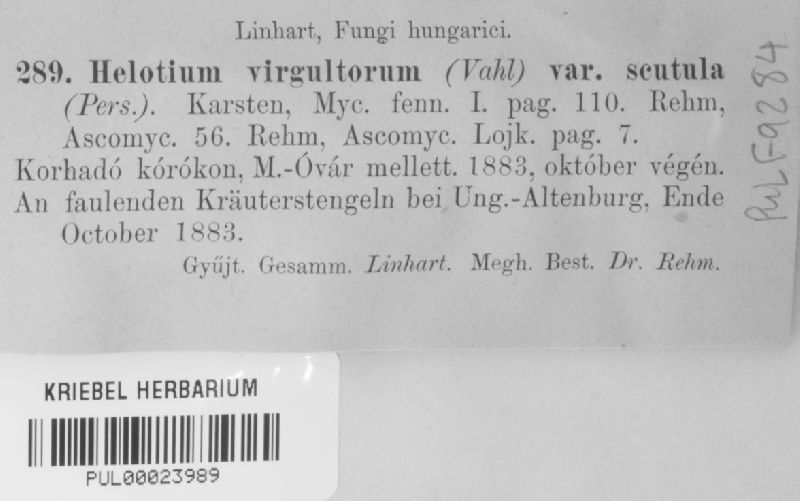 Linhart, Fungi hungarici.
289. Helotium virgultorum (Vahl) var. scutula
(Pers.). Karsten, Myc. fenn. I. pag. 110. Rehm,
Ascomyc. 56. Rehm, Ascomyc. Lojk. pag. 7.
Korhadó kórókon, M.-Óvár mellett. 1883, október végén.
An faulenden Kräuterstengeln bei Ung.-Altenburg, Ende
October 1883.
Gyűjt. Gesamm. Linhart. Megh. Best. Dr. Rehm.
PUL F9284
KRIEBEL HERBARIUM
PUL00023989